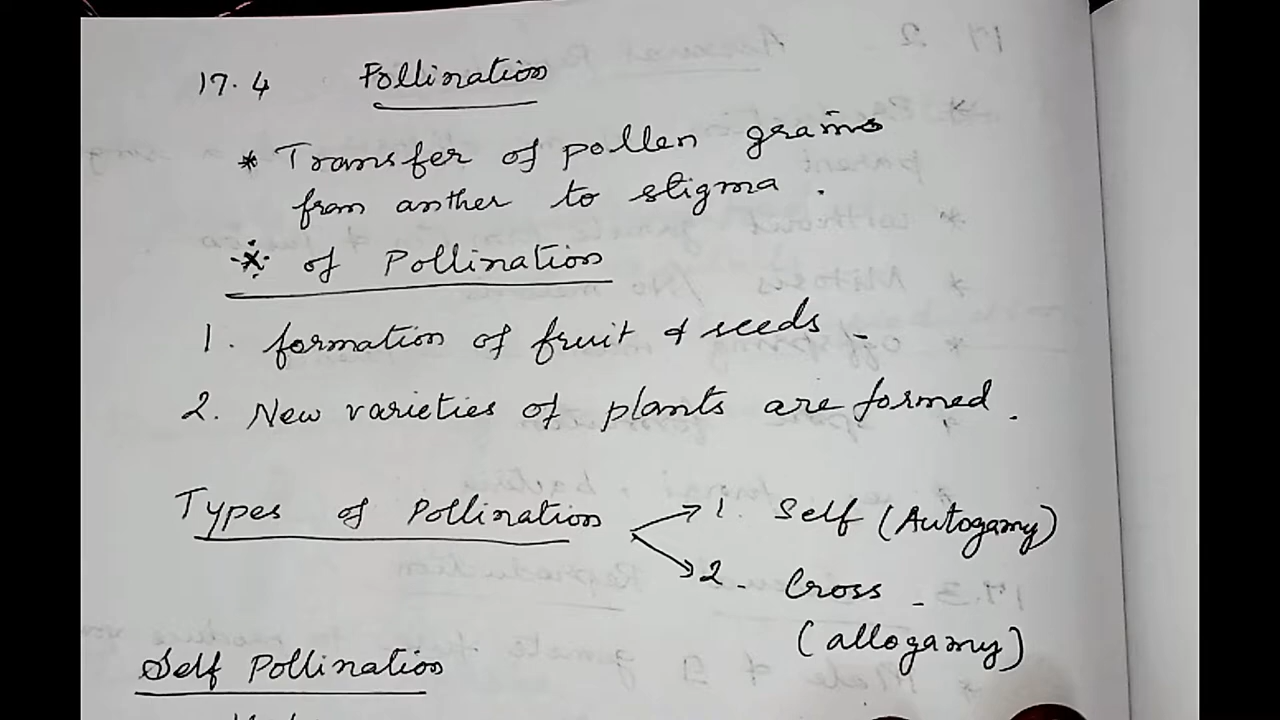 17.4 Pollination
* Transfer of pollen grains
from anther to stigma .
※ of Pollination
1. formation of fruit & seeds -
2. New varieties of plants are formed .
Types of Pollination
1. Self (Autogamy)
2 - Cross -
(allogamy)
Self Pollination